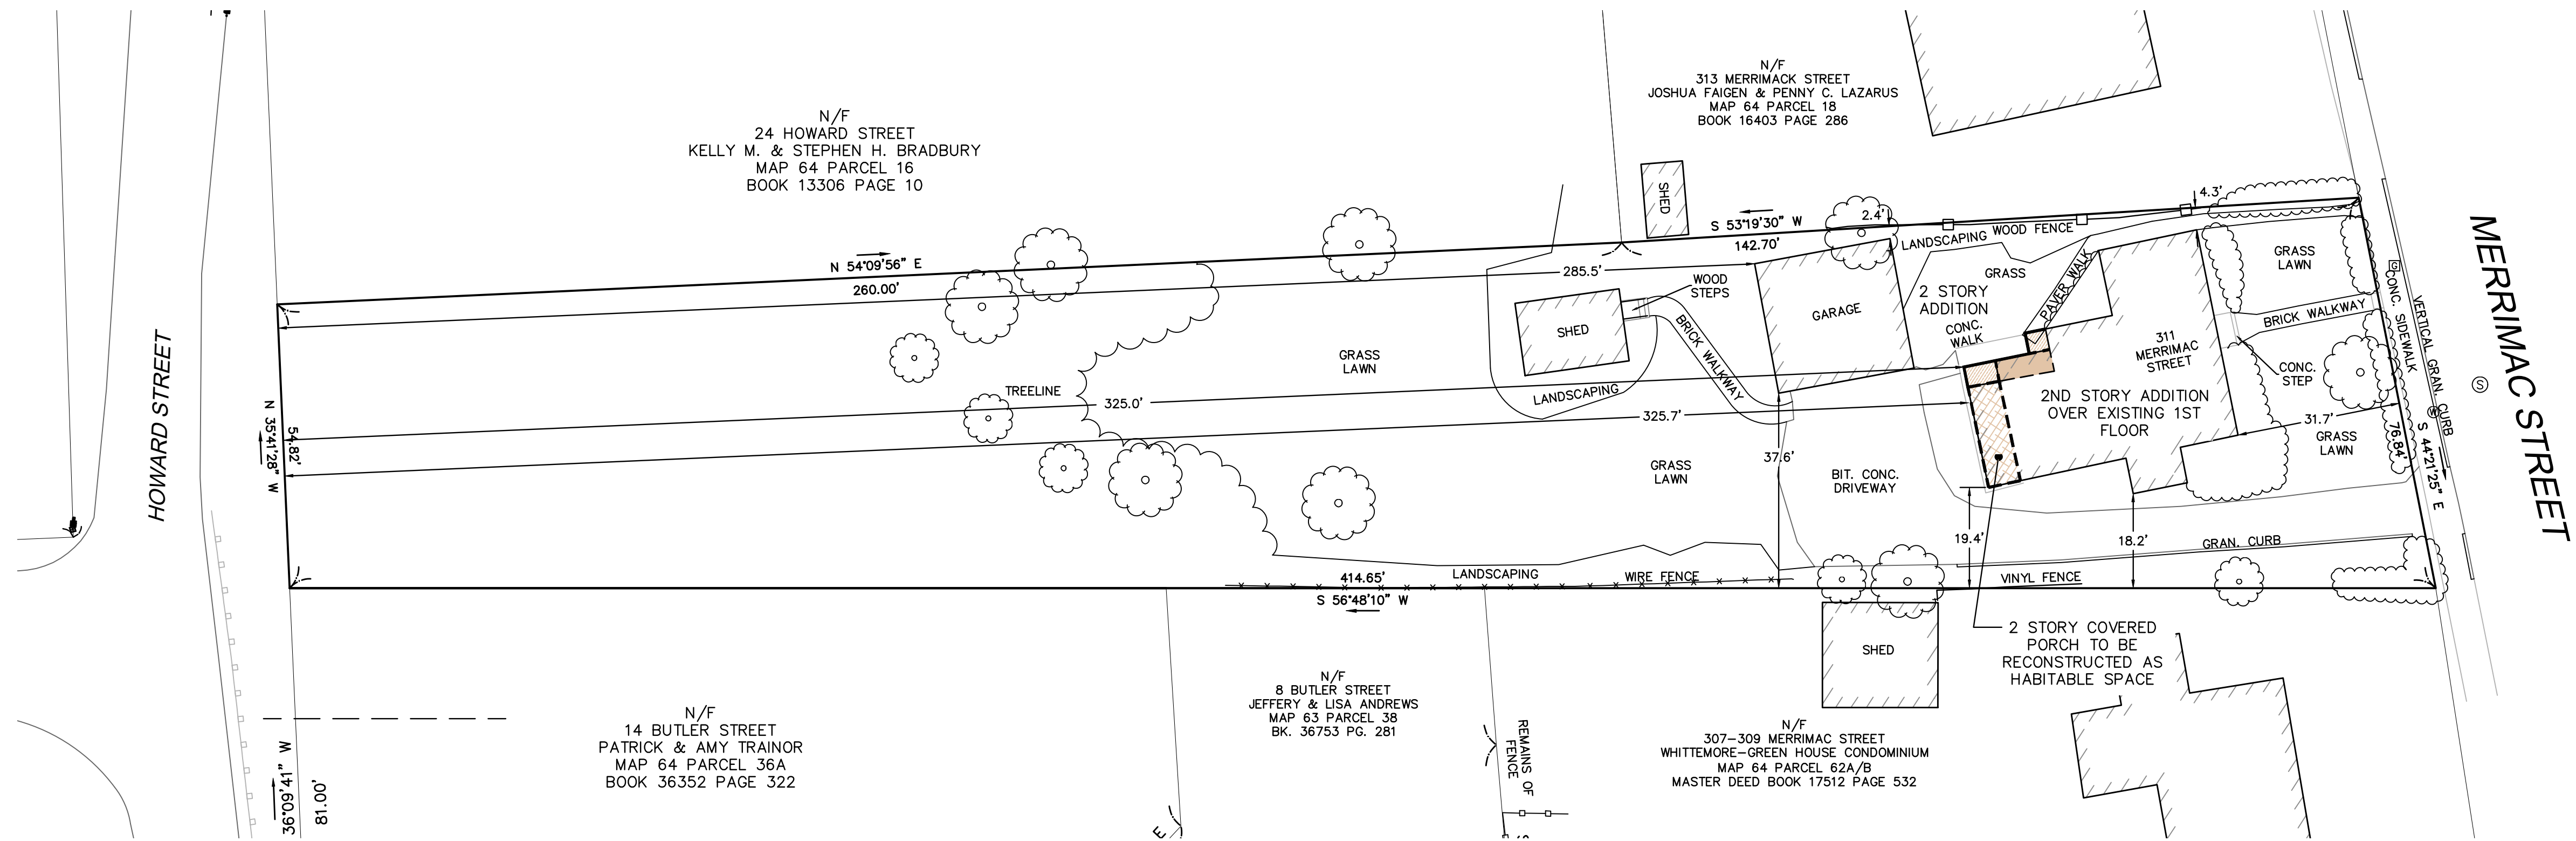 HOWARD STREET
N/F
24 HOWARD STREET
KELLY M. & STEPHEN H. BRADBURY
MAP 64 PARCEL 16
BOOK 13306 PAGE 10
N/F
313 MERRIMACK STREET
JOSHUA FAIGEN & PENNY C. LAZARUS
MAP 64 PARCEL 18
BOOK 16403 PAGE 286
SHED
N 54°09'56" E
260.00'
S 53°19'30" W
142.70'
2.4'
4.3'
LANDSCAPING
WOOD FENCE
285.5'
WOOD
STEPS
SHED
BRICK WALKWAY
LANDSCAPING
GARAGE
GRASS
2 STORY
ADDITION
CONC.
WALK
PAVER WALK
311
MERRIMAC
STREET
2ND STORY ADDITION
OVER EXISTING 1ST
FLOOR
GRASS
LAWN
BRICK WALKWAY
CONC.
STEP
31.7'
GRASS
LAWN
G
CONC. SIDEWALK
VERTICAL GRAN. CURB
76.84'
S 44°21'25" E
W
S
MERRIMAC STREET
GRASS
LAWN
TREELINE
325.0'
325.7'
37.6'
GRASS
LAWN
BIT. CONC.
DRIVEWAY
19.4'
18.2'
GRAN. CURB
VINYL FENCE
N 35°41'28" W
54.82'
414.65'
S 56°48'10" W
LANDSCAPING
WIRE FENCE
SHED
2 STORY COVERED
PORCH TO BE
RECONSTRUCTED AS
HABITABLE SPACE
36°09'41" W
81.00'
N/F
14 BUTLER STREET
PATRICK & AMY TRAINOR
MAP 64 PARCEL 36A
BOOK 36352 PAGE 322
N/F
8 BUTLER STREET
JEFFERY & LISA ANDREWS
MAP 63 PARCEL 38
BK. 36753 PG. 281
E
REMAINS OF
FENCE
N/F
307-309 MERRIMAC STREET
WHITTEMORE-GREEN HOUSE CONDOMINIUM
MAP 64 PARCEL 62A/B
MASTER DEED BOOK 17512 PAGE 532